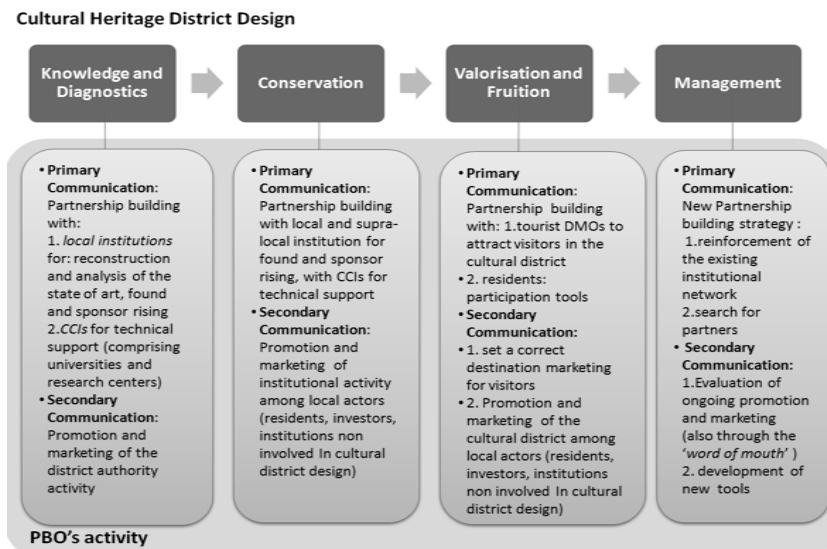 Cultural Heritage District Design
Knowledge and
Diagnostics
Conservation
Valorisation and
Fruition
Management
• Primary
Communication:
Partnership building
with:
1. local institutions
for: reconstruction
and analysis of the
state of art, found
and sponsor rising
2.CCIs for technical
support (comprising
universities and
research centers)
• Secondary
Communication:
Promotion and
marketing of the
district authority
activity
• Primary
Communication:
Partnership building
with local and supra-
local institution for
found and sponsor
rising, with CCIs for
technical support
• Secondary
Communication:
Promotion and
marketing of
institutional activity
among local actors
(residents, investors,
institutions non
involved In cultural
district design)
• Primary
Communication:
Partnership building
with: 1.tourist DMOs to
attract visitors in the
cultural district
• 2. residents:
participation tools
• Secondary
Communication:
• 1. set a correct
destination marketing
for visitors
• 2. Promotion and
marketing of the
cultural district among
local actors (residents,
investors, institutions
non involved In cultural
district design)
• Primary
Communication:
New Partnership
building strategy :
1.reinforcement of
the existing
institutional
network
2.search for
partners
• Secondary
Communication:
1.Evaluation of
ongoing promotion
and marketing
(also through the
‘word of mouth’ )
2. development of
new tools
PBO’s activity